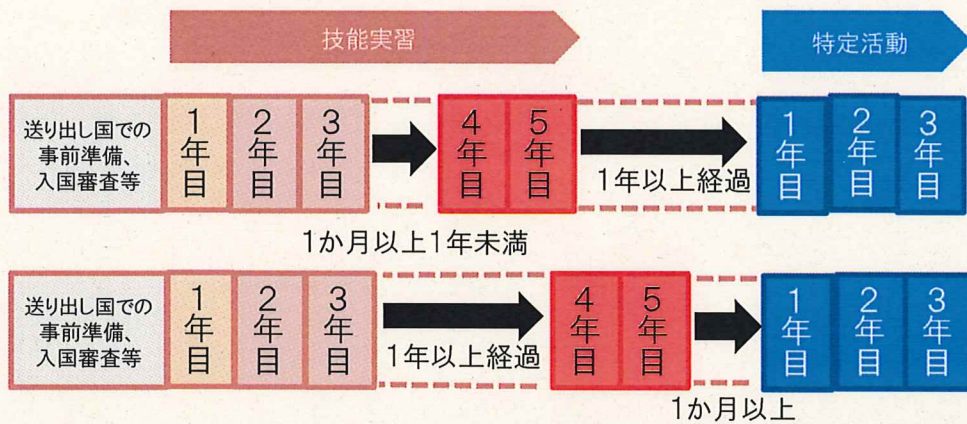 技能実習
特定活動
送り出し国での
事前準備、
入国審査等
1年目
2年目
3年目
4年目
5年目
1年以上経過
1年目
2年目
3年目
1か月以上1年未満
送り出し国での
事前準備、
入国審査等
1年目
2年目
3年目
1年以上経過
4年目
5年目
1か月以上
1年目
2年目
3年目